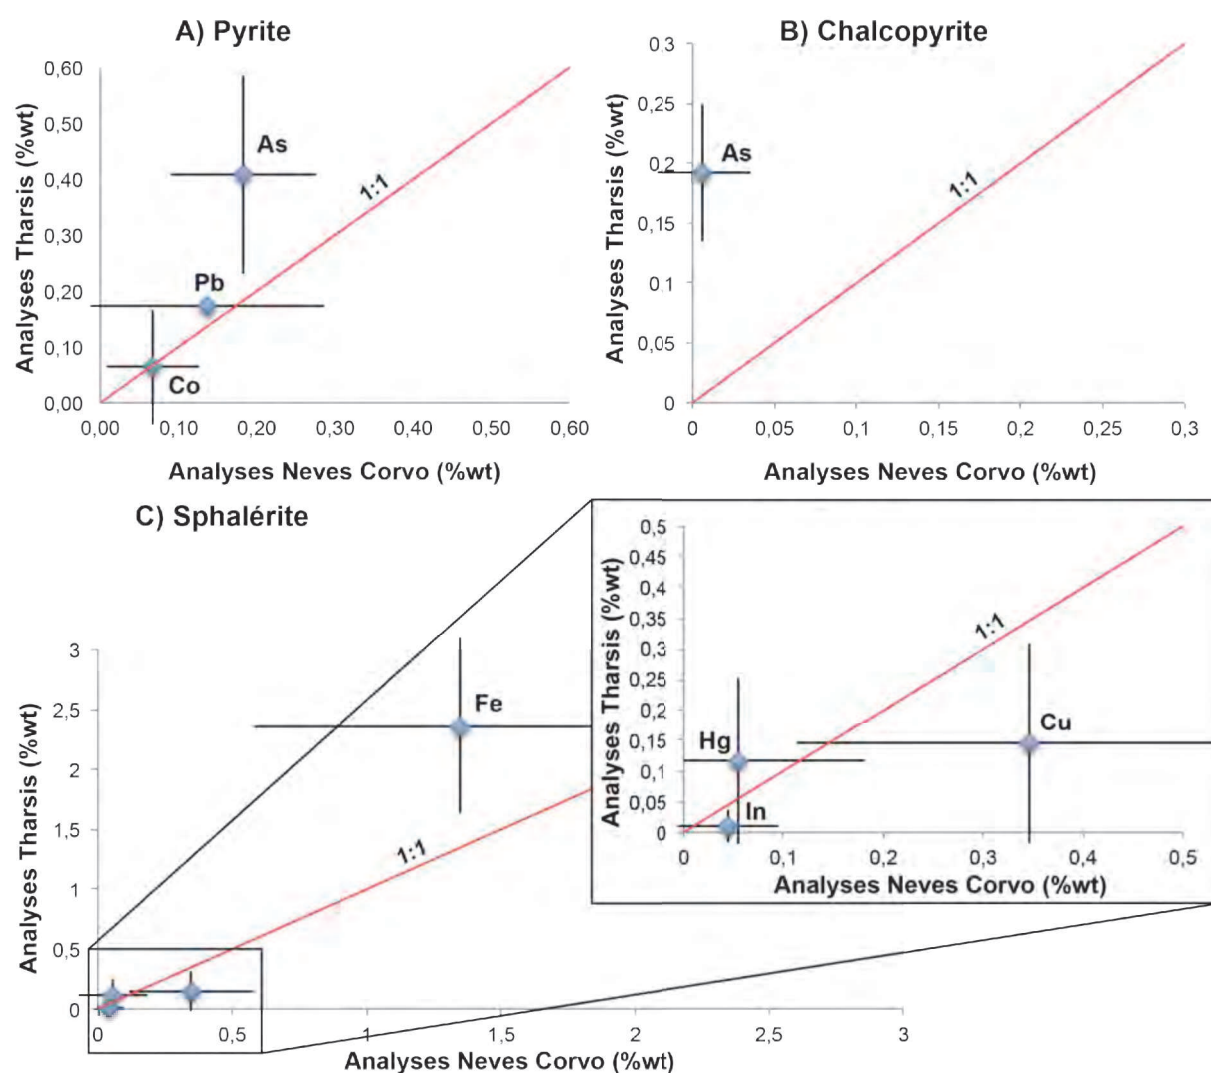 A) Pyrite
0,60
0,50
0,40
0,30
0,20
0,10
0,00
Analyses Tharsis (%wt)
As
Pb
Co
1:1
0,00 0,10 0,20 0,30 0,40 0,50 0,60
Analyses Neves Corvo (%wt)
B) Chalcopyrite
0.3
0,25
0,2
0,15
0,1
0,05
0
Analyses Tharsis (%wt)
As
1:1
0 0,05 0,1 0,15 0,2 0,25 0,3
Analyses Neves Corvo (%wt)
C) Sphalérite
3
2,5
2
1,5
1
0,5
0
Analyses Tharsis (%wt)
Fe
1:1
0 0,5 1 1,5 2 2,5 3
Analyses Neves Corvo (%wt)
0,5
0,45
0,4
0,35
0,3
0,25
0,2
0,15
0,1
0,05
0
Analyses Tharsis (%wt)
1:1
Hg
Cu
In
0 0,1 0,2 0,3 0,4 0,5
Analyses Neves Corvo (%wt)